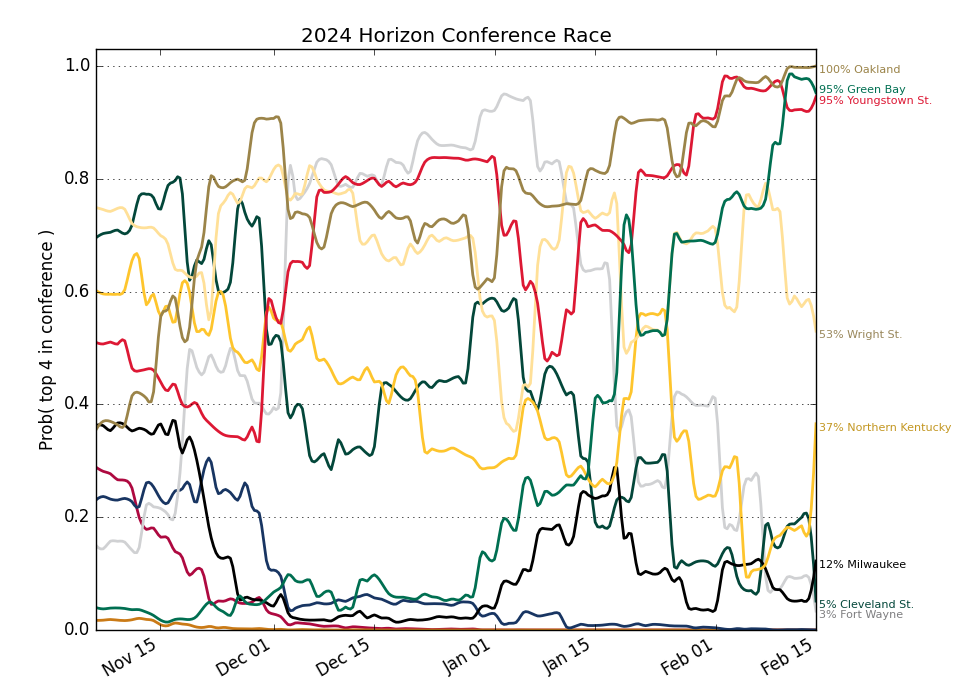 2024 Horizon Conference Race
Prob( top 4 in conference )
1.0
0.8
0.6
0.4
0.2
0.0
Nov 15
Dec 01
Dec 15
Jan 01
Jan 15
Feb 01
Feb 15
100% Oakland
95% Green Bay
95% Youngstown St.
53% Wright St.
37% Northern Kentucky
12% Milwaukee
5% Cleveland St.
3% Fort Wayne